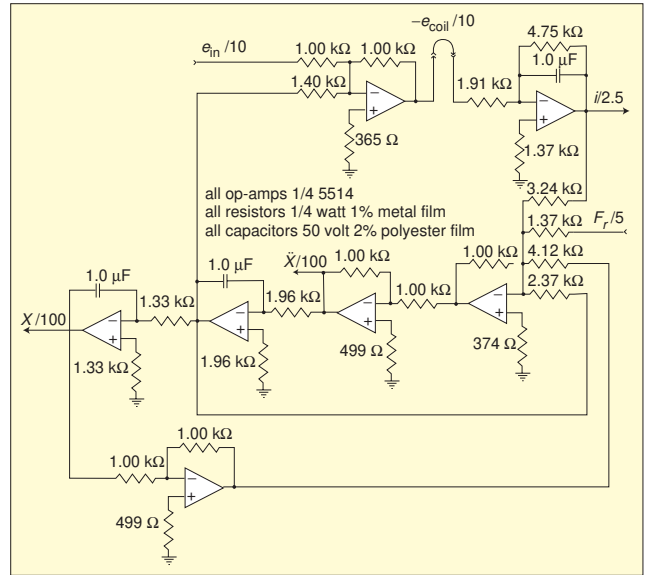 −e_coil/10
4.75 kΩ
e_in /10
1.00 kΩ
1.00 kΩ
1.0 μF
1.40 kΩ
−
+
1.91 kΩ
−
+
i/2.5
365 Ω
1.37 kΩ
3.24 kΩ
all op-amps 1/4 5514
all resistors 1/4 watt 1% metal film
all capacitors 50 volt 2% polyester film
1.37 kΩ
F_r /5
1.00 kΩ
4.12 kΩ
Ẍ/100
1.00 kΩ
2.37 kΩ
1.0 μF
1.0 μF
1.00 kΩ
X /100
1.33 kΩ
1.96 kΩ
−
+
−
+
−
+
−
+
1.33 kΩ
1.96 kΩ
499 Ω
374 Ω
1.00 kΩ
1.00 kΩ
−
+
499 Ω